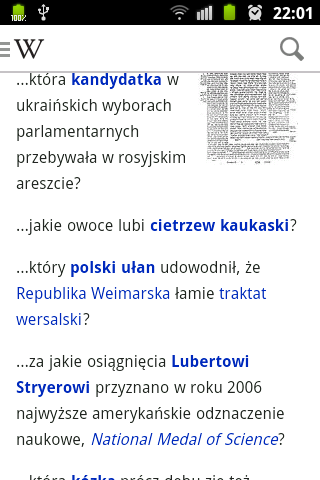 100%
22:01
W
...która kandydatka w
ukraińskich wyborach
parlamentarnych
przebywała w rosyjskim
areszcie?
...jakie owoce lubi cietrzew kaukaski?
...który polski ułan udowodnił, że
Republika Weimarska łamie traktat
wersalski?
...za jakie osiągnięcia Lubertowi
Stryerowi przyznano w roku 2006
najwyższe amerykańskie odznaczenie
naukowe, National Medal of Science?